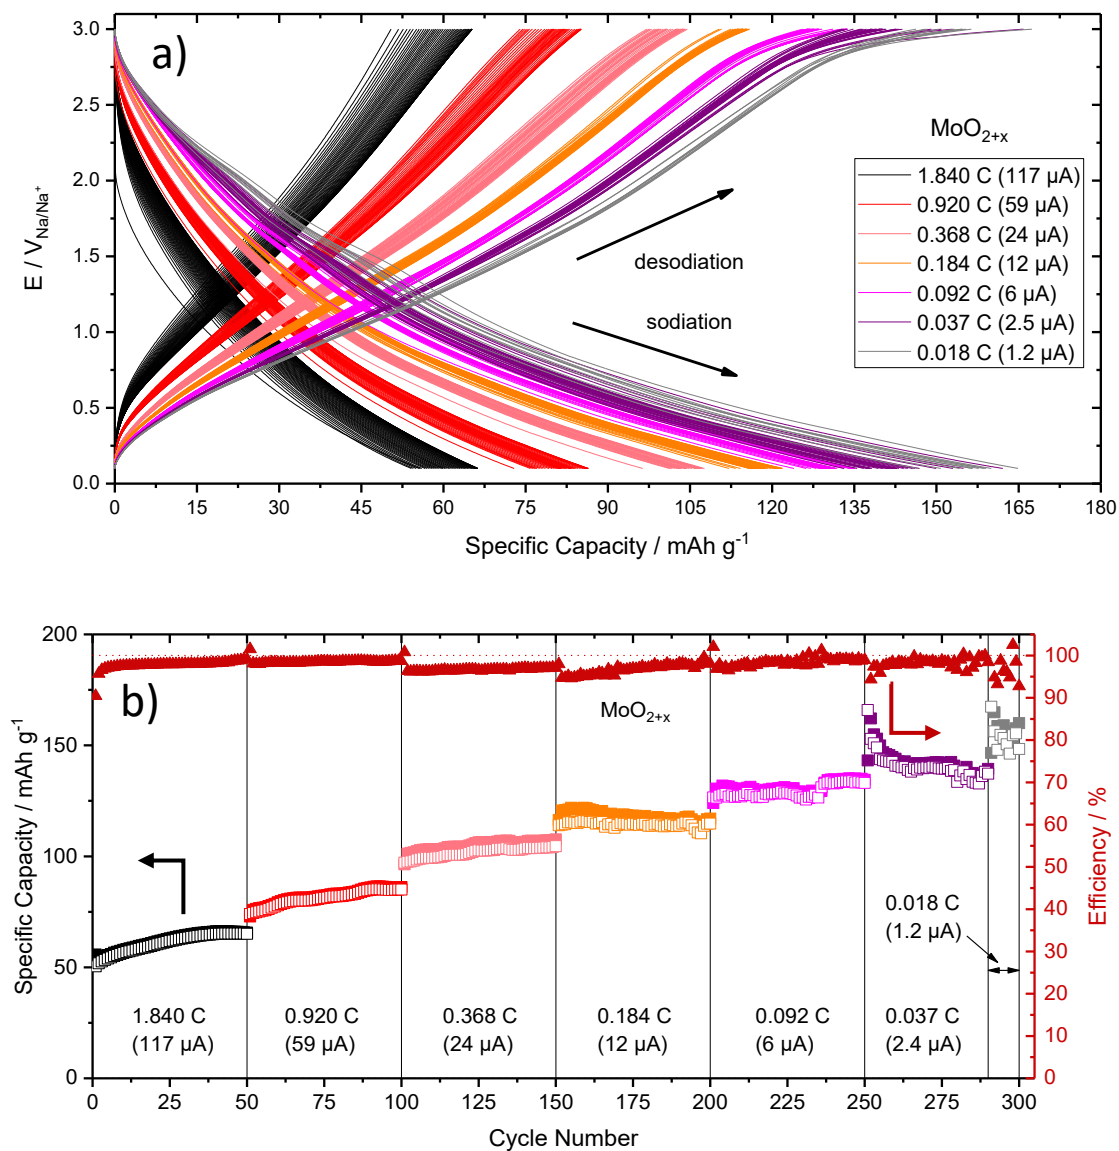 a)
3.0
2.5
2.0
1.5
1.0
0.5
0.0
E / V_Na/Na⁺
MoO₂₊ₓ
1.840 C (117 µA)
0.920 C (59 µA)
0.368 C (24 µA)
0.184 C (12 µA)
0.092 C (6 µA)
0.037 C (2.5 µA)
0.018 C (1.2 µA)
desodiation
sodiation
0 15 30 45 60 75 90 105 120 135 150 165 180
Specific Capacity / mAh g⁻¹
b)
200
150
100
50
0
Specific Capacity / mAh g⁻¹
MoO₂₊ₓ
100
90
80
70
60
50
40
30
20
10
0
Efficiency / %
0.018 C
(1.2 µA)
1.840 C
(117 µA)
0.920 C
(59 µA)
0.368 C
(24 µA)
0.184 C
(12 µA)
0.092 C
(6 µA)
0.037 C
(2.4 µA)
0 25 50 75 100 125 150 175 200 225 250 275 300
Cycle Number